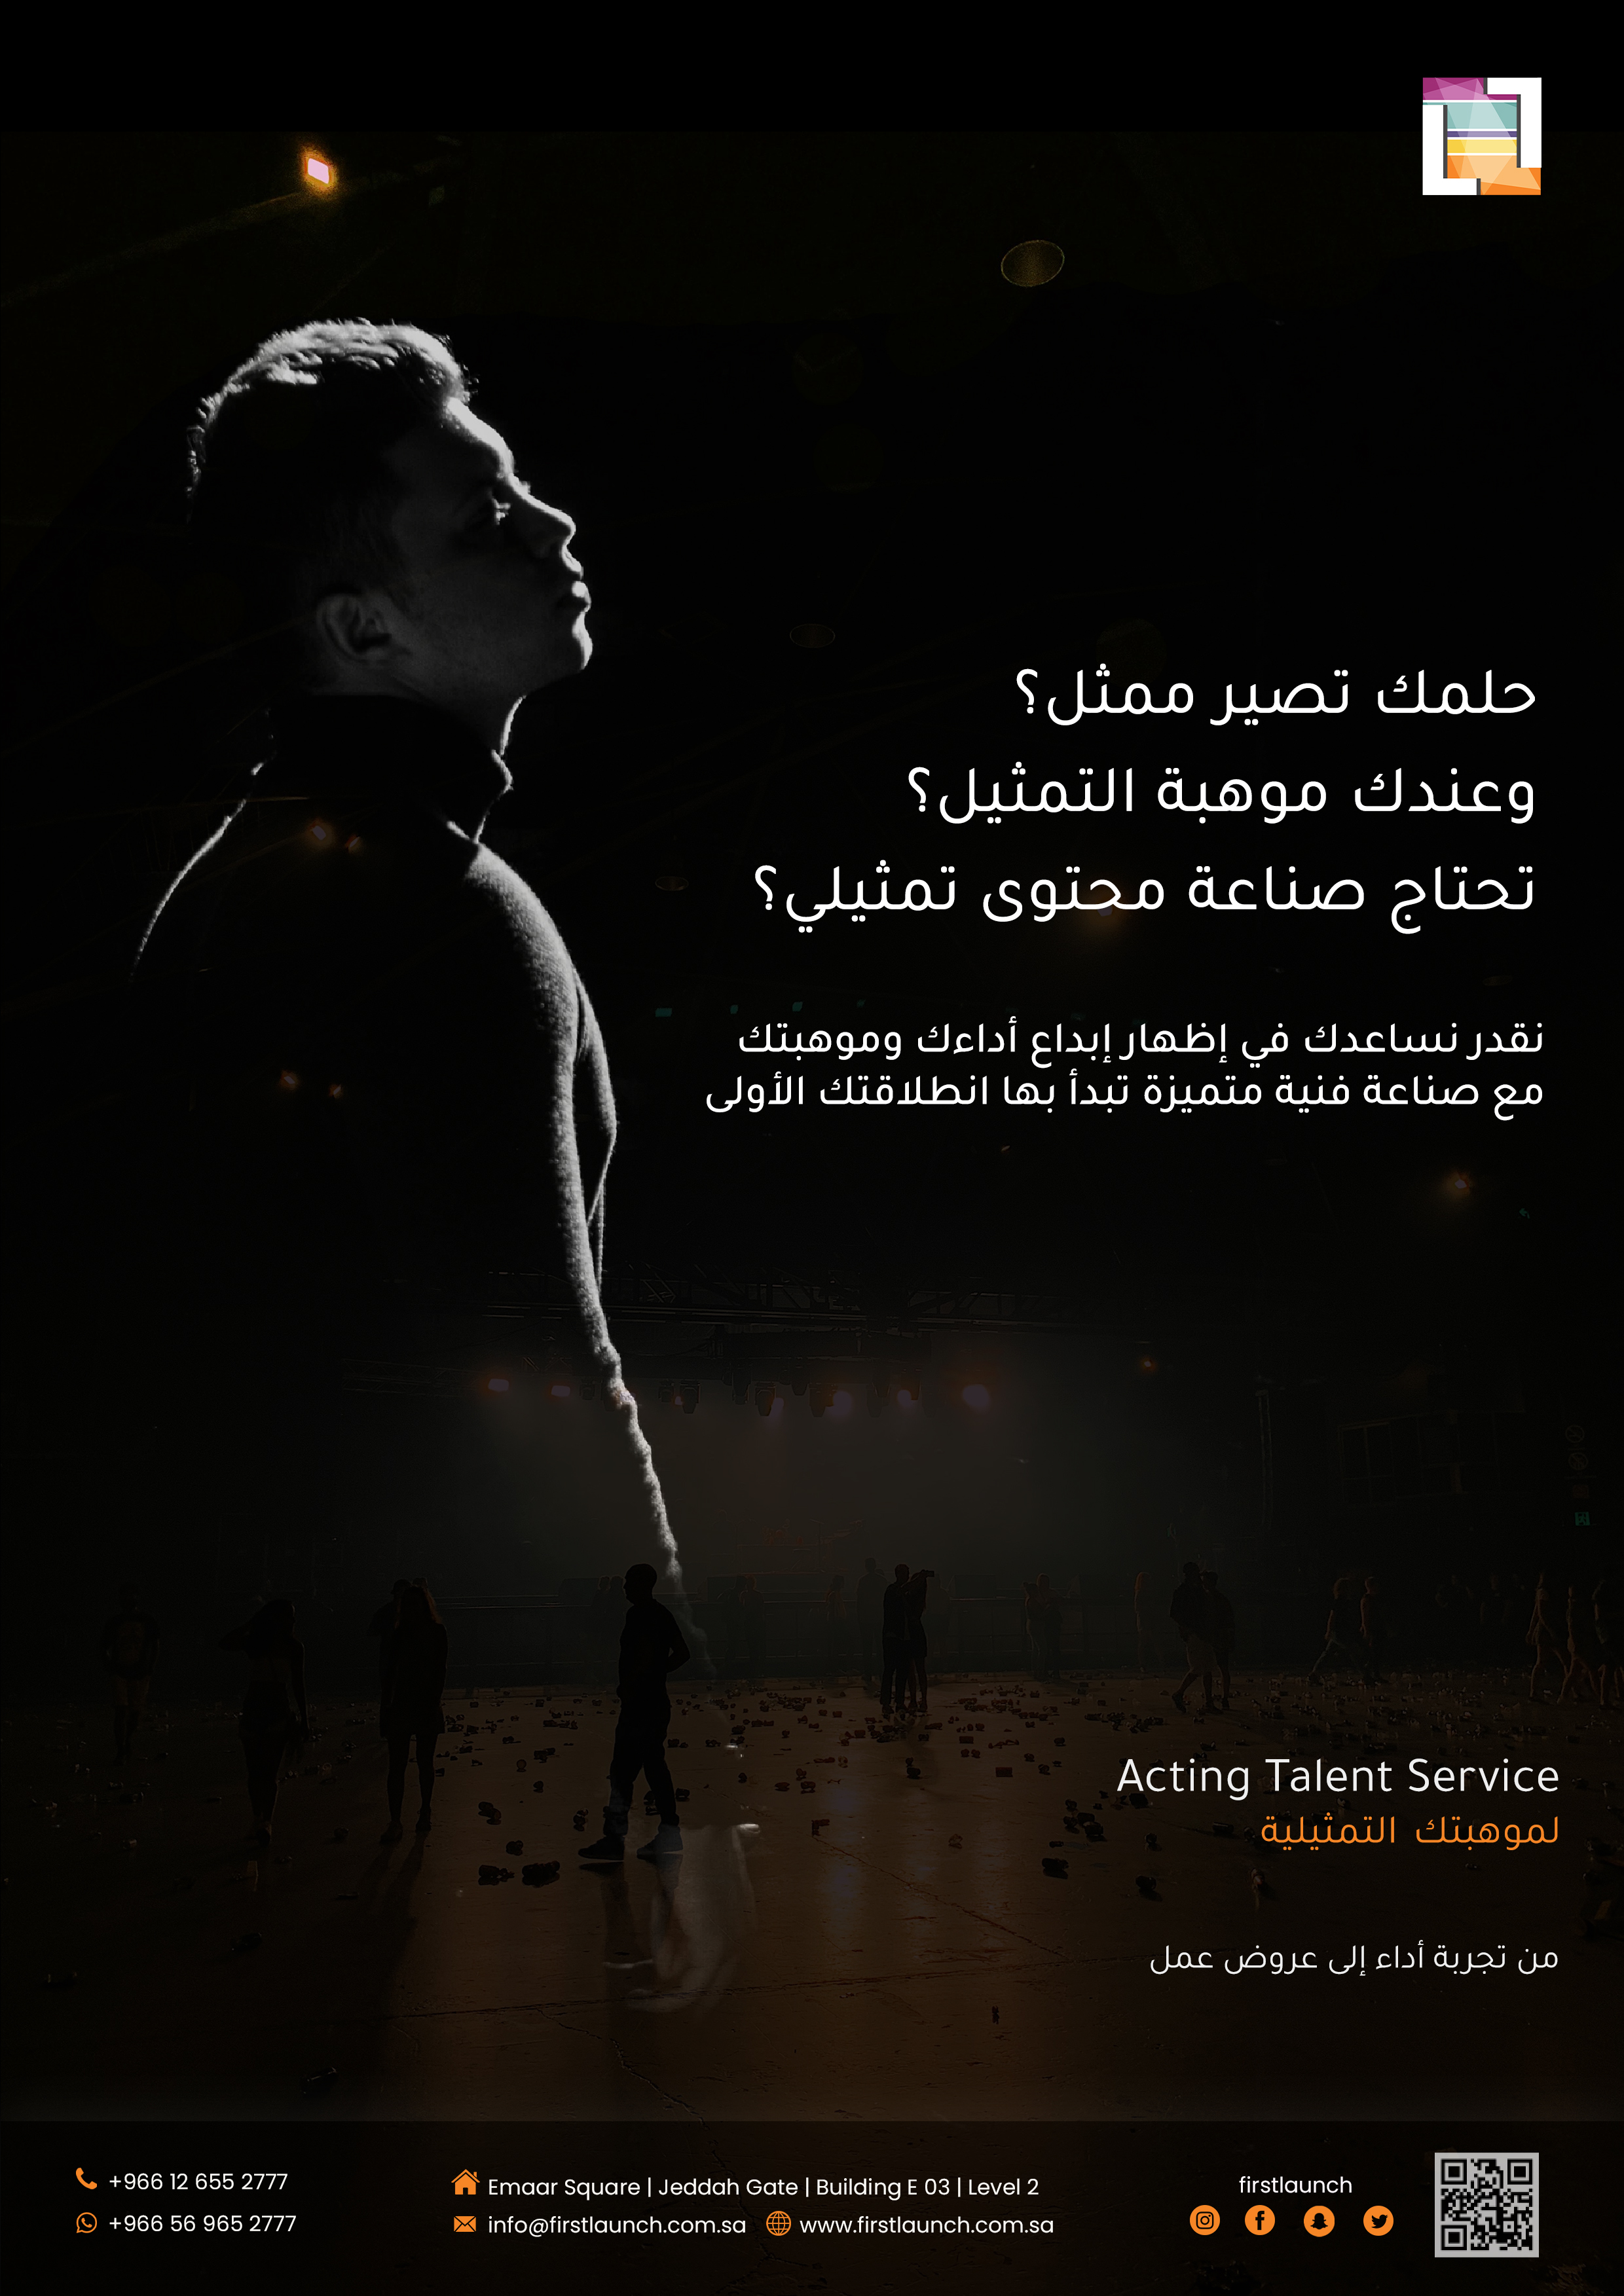 حلمك تصير ممثل؟
وعندك موهبة التمثيل؟
تحتاج صناعة محتوى تمثيلي؟
نقدر نساعدك في إظهار إبداع أداءك وموهبتك
مع صناعة فنية متميزة تبدأ بها انطلاقتك الأولى
Acting Talent Service
لموهبتك التمثيلية
من تجربة أداء إلى عروض عمل
+966 12 655 2777
+966 56 965 2777
Emaar Square | Jeddah Gate | Building E 03 | Level 2
info@firstlaunch.com.sa www.firstlaunch.com.sa
firstlaunch